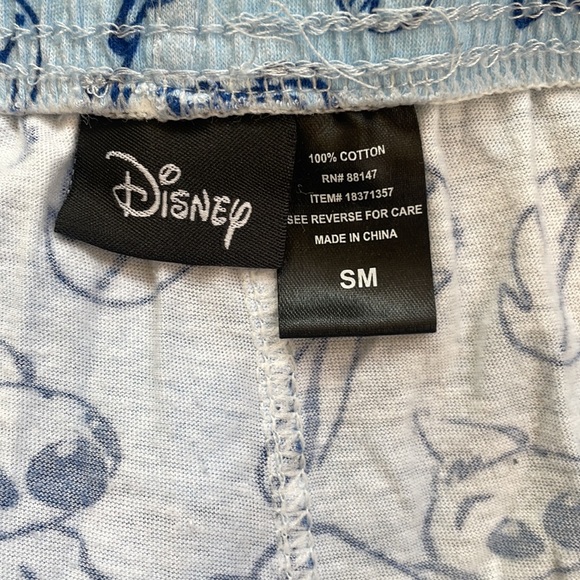 Disney
100% COTTON
RN# 88147
ITEM# 18371357
SEE REVERSE FOR CARE
MADE IN CHINA
SM